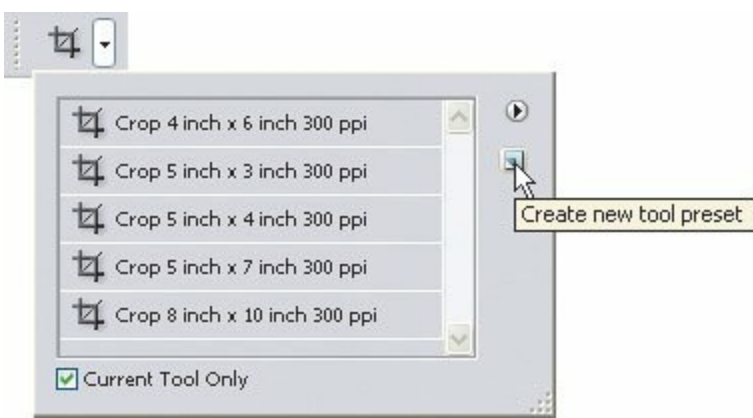 Crop 4 inch x 6 inch 300 ppi
Crop 5 inch x 3 inch 300 ppi
Create new tool preset
Crop 5 inch x 4 inch 300 ppi
Crop 5 inch x 7 inch 300 ppi
Crop 8 inch x 10 inch 300 ppi
Current Tool Only